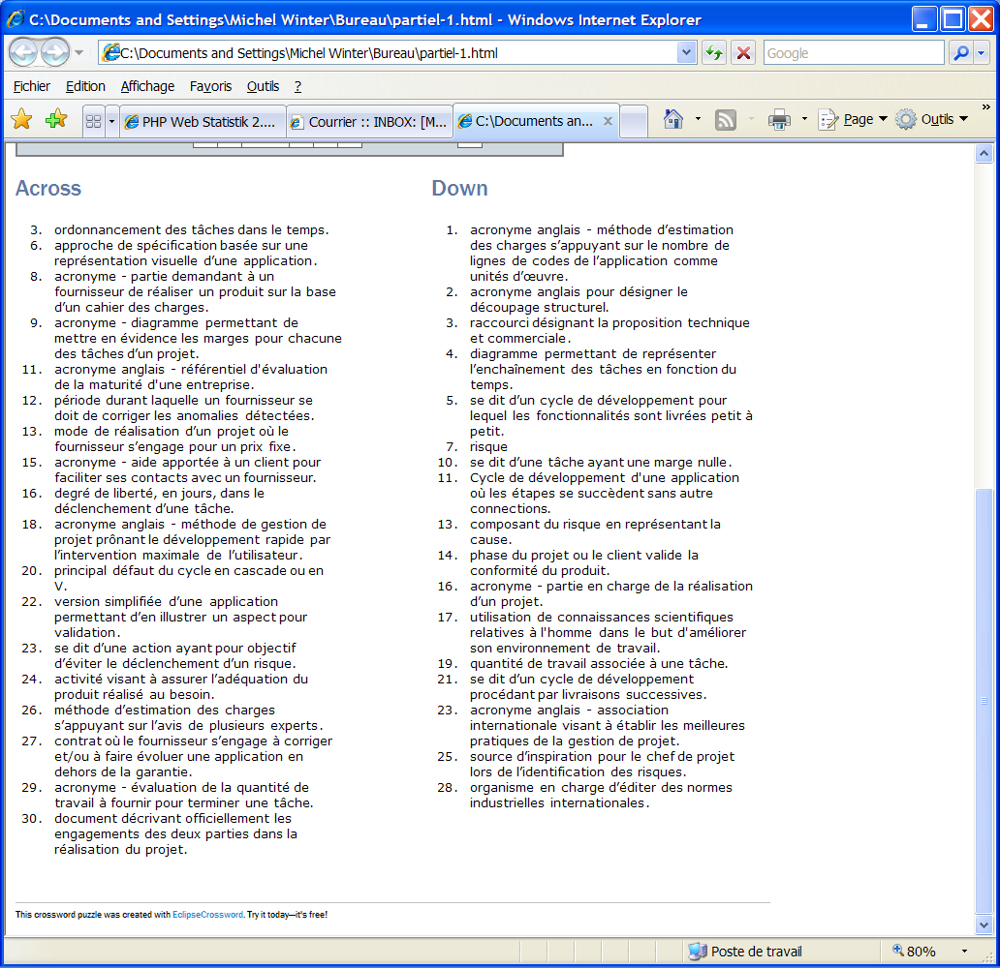 C:\Documents and Settings\Michel Winter\Bureau\partiel-1.html - Windows Internet Explorer
C:\Documents and Settings\Michel Winter\Bureau\partiel-1.html
Google
Fichier Edition Affichage Favoris Outils ?
PHP Web Statistik 2.... Courrier :: INBOX: [M... C:\Documents an... Page Outils »
Across
3. ordonnancement des tâches dans le temps.
6. approche de spécification basée sur une
représentation visuelle d’une application.
8. acronyme - partie demandant à un
fournisseur de réaliser un produit sur la base
d’un cahier des charges.
9. acronyme - diagramme permettant de
mettre en évidence les marges pour chacune
des tâches d’un projet.
11. acronyme anglais - référentiel d'évaluation
de la maturité d'une entreprise.
12. période durant laquelle un fournisseur se
doit de corriger les anomalies détectées.
13. mode de réalisation d’un projet où le
fournisseur s’engage pour un prix fixe.
15. acronyme - aide apportée à un client pour
faciliter ses contacts avec un fournisseur.
16. degré de liberté, en jours, dans le
déclenchement d’une tâche.
18. acronyme anglais - méthode de gestion de
projet prônant le développement rapide par
l’intervention maximale de l’utilisateur.
20. principal défaut du cycle en cascade ou en
V.
22. version simplifiée d’une application
permettant d’en illustrer un aspect pour
validation.
23. se dit d’une action ayant pour objectif
d’éviter le déclenchement d’un risque.
24. activité visant à assurer l’adéquation du
produit réalisé au besoin.
26. méthode d’estimation des charges
s’appuyant sur l’avis de plusieurs experts.
27. contrat où le fournisseur s’engage à corriger
et/ou à faire évoluer une application en
dehors de la garantie.
29. acronyme - évaluation de la quantité de
travail à fournir pour terminer une tâche.
30. document décrivant officiellement les
engagements des deux parties dans la
réalisation du projet.
Down
1. acronyme anglais - méthode d’estimation
des charges s’appuyant sur le nombre de
lignes de codes de l’application comme
unités d’œuvre.
2. acronyme anglais pour désigner le
découpage structurel.
3. raccourci désignant la proposition technique
et commerciale.
4. diagramme permettant de représenter
l’enchaînement des tâches en fonction du
temps.
5. se dit d’un cycle de développement pour
lequel les fonctionnalités sont livrées petit à
petit.
7. risque
10. se dit d’une tâche ayant une marge nulle.
11. Cycle de développement d'une application
où les étapes se succèdent sans autre
connections.
13. composant du risque en représentant la
cause.
14. phase du projet ou le client valide la
conformité du produit.
16. acronyme - partie en charge de la réalisation
d’un projet.
17. utilisation de connaissances scientifiques
relatives à l'homme dans le but d'améliorer
son environnement de travail.
19. quantité de travail associée à une tâche.
21. se dit d’un cycle de développement
procédant par livraisons successives.
23. acronyme anglais - association
internationale visant à établir les meilleures
pratiques de la gestion de projet.
25. source d’inspiration pour le chef de projet
lors de l’identification des risques.
28. organisme en charge d’éditer des normes
industrielles internationales.
This crossword puzzle was created with EclipseCrossword. Try it today—it's free!
Poste de travail 80%